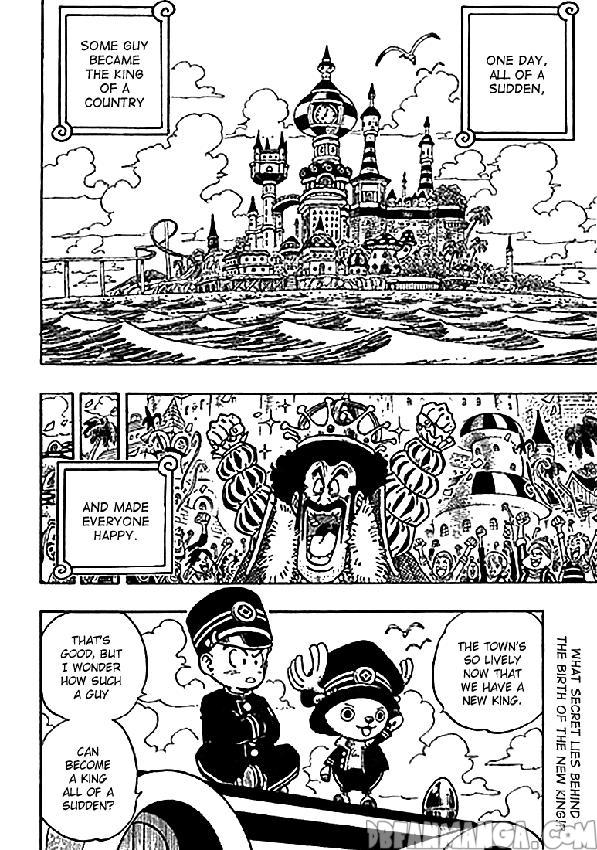 ONE DAY,
ALL OF A
SUDDEN,
SOME GUY
BECAME
THE KING
OF A
COUNTRY
AND MADE
EVERYONE
HAPPY.
WHAT SECRET LIES BEHIND
THE BIRTH OF THE NEW KING!?
THE TOWN'S
SO LIVELY
NOW THAT
WE HAVE A
NEW KING.
THAT'S
GOOD, BUT
I WONDER
HOW SUCH
A GUY
CAN
BECOME
A KING
ALL OF A
SUDDEN?
DBFANMANGA.COM